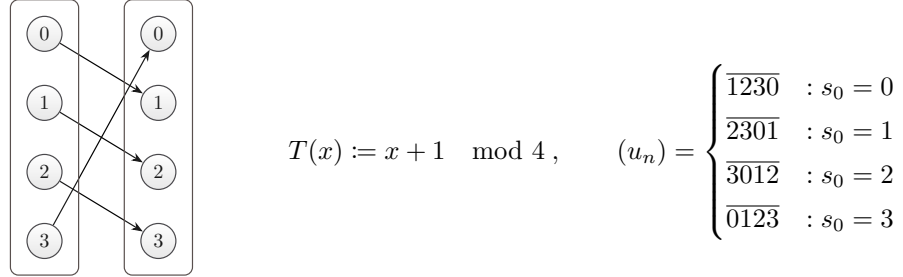 0 0
1 1
2 2
3 3
T(x) := x + 1 mod 4 , (u_n) = { \overline{1230} : s_0 = 0
\overline{2301} : s_0 = 1
\overline{3012} : s_0 = 2
\overline{0123} : s_0 = 3